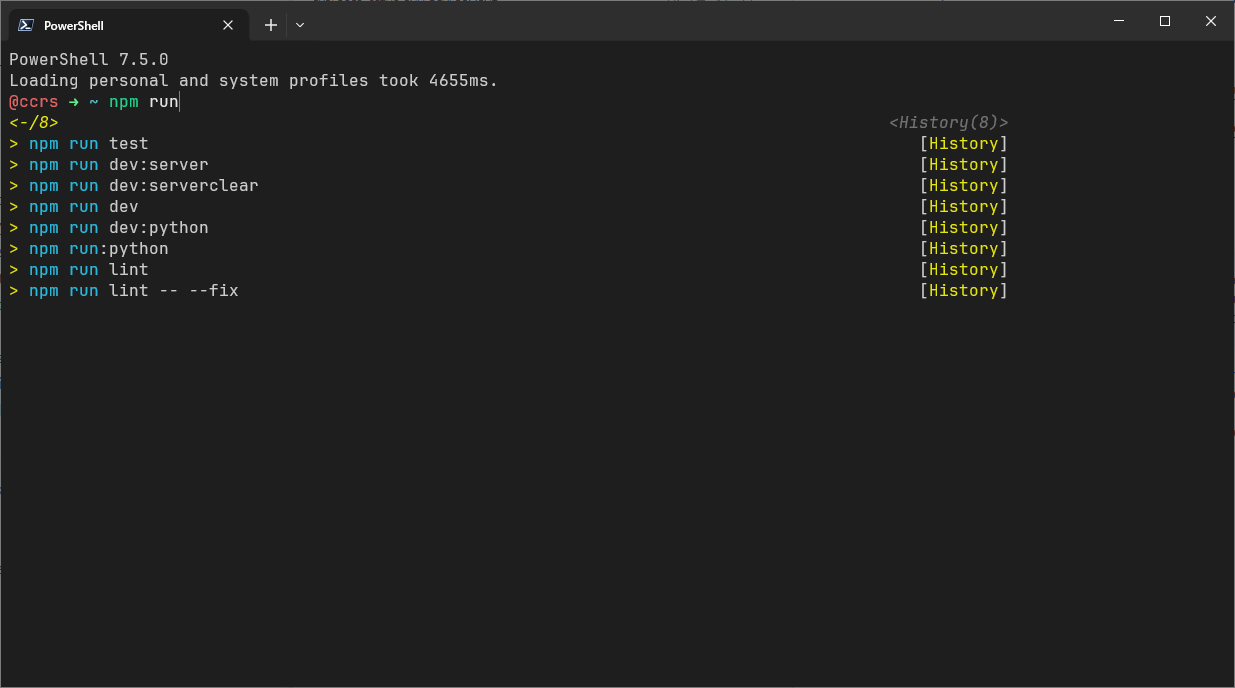 PowerShell
PowerShell 7.5.0
Loading personal and system profiles took 4655ms.
@ccrs ➜ ~ npm run
<-/8> <History(8)>
> npm run test [History]
> npm run dev:server [History]
> npm run dev:serverclear [History]
> npm run dev [History]
> npm run dev:python [History]
> npm run:python [History]
> npm run lint [History]
> npm run lint -- --fix [History]